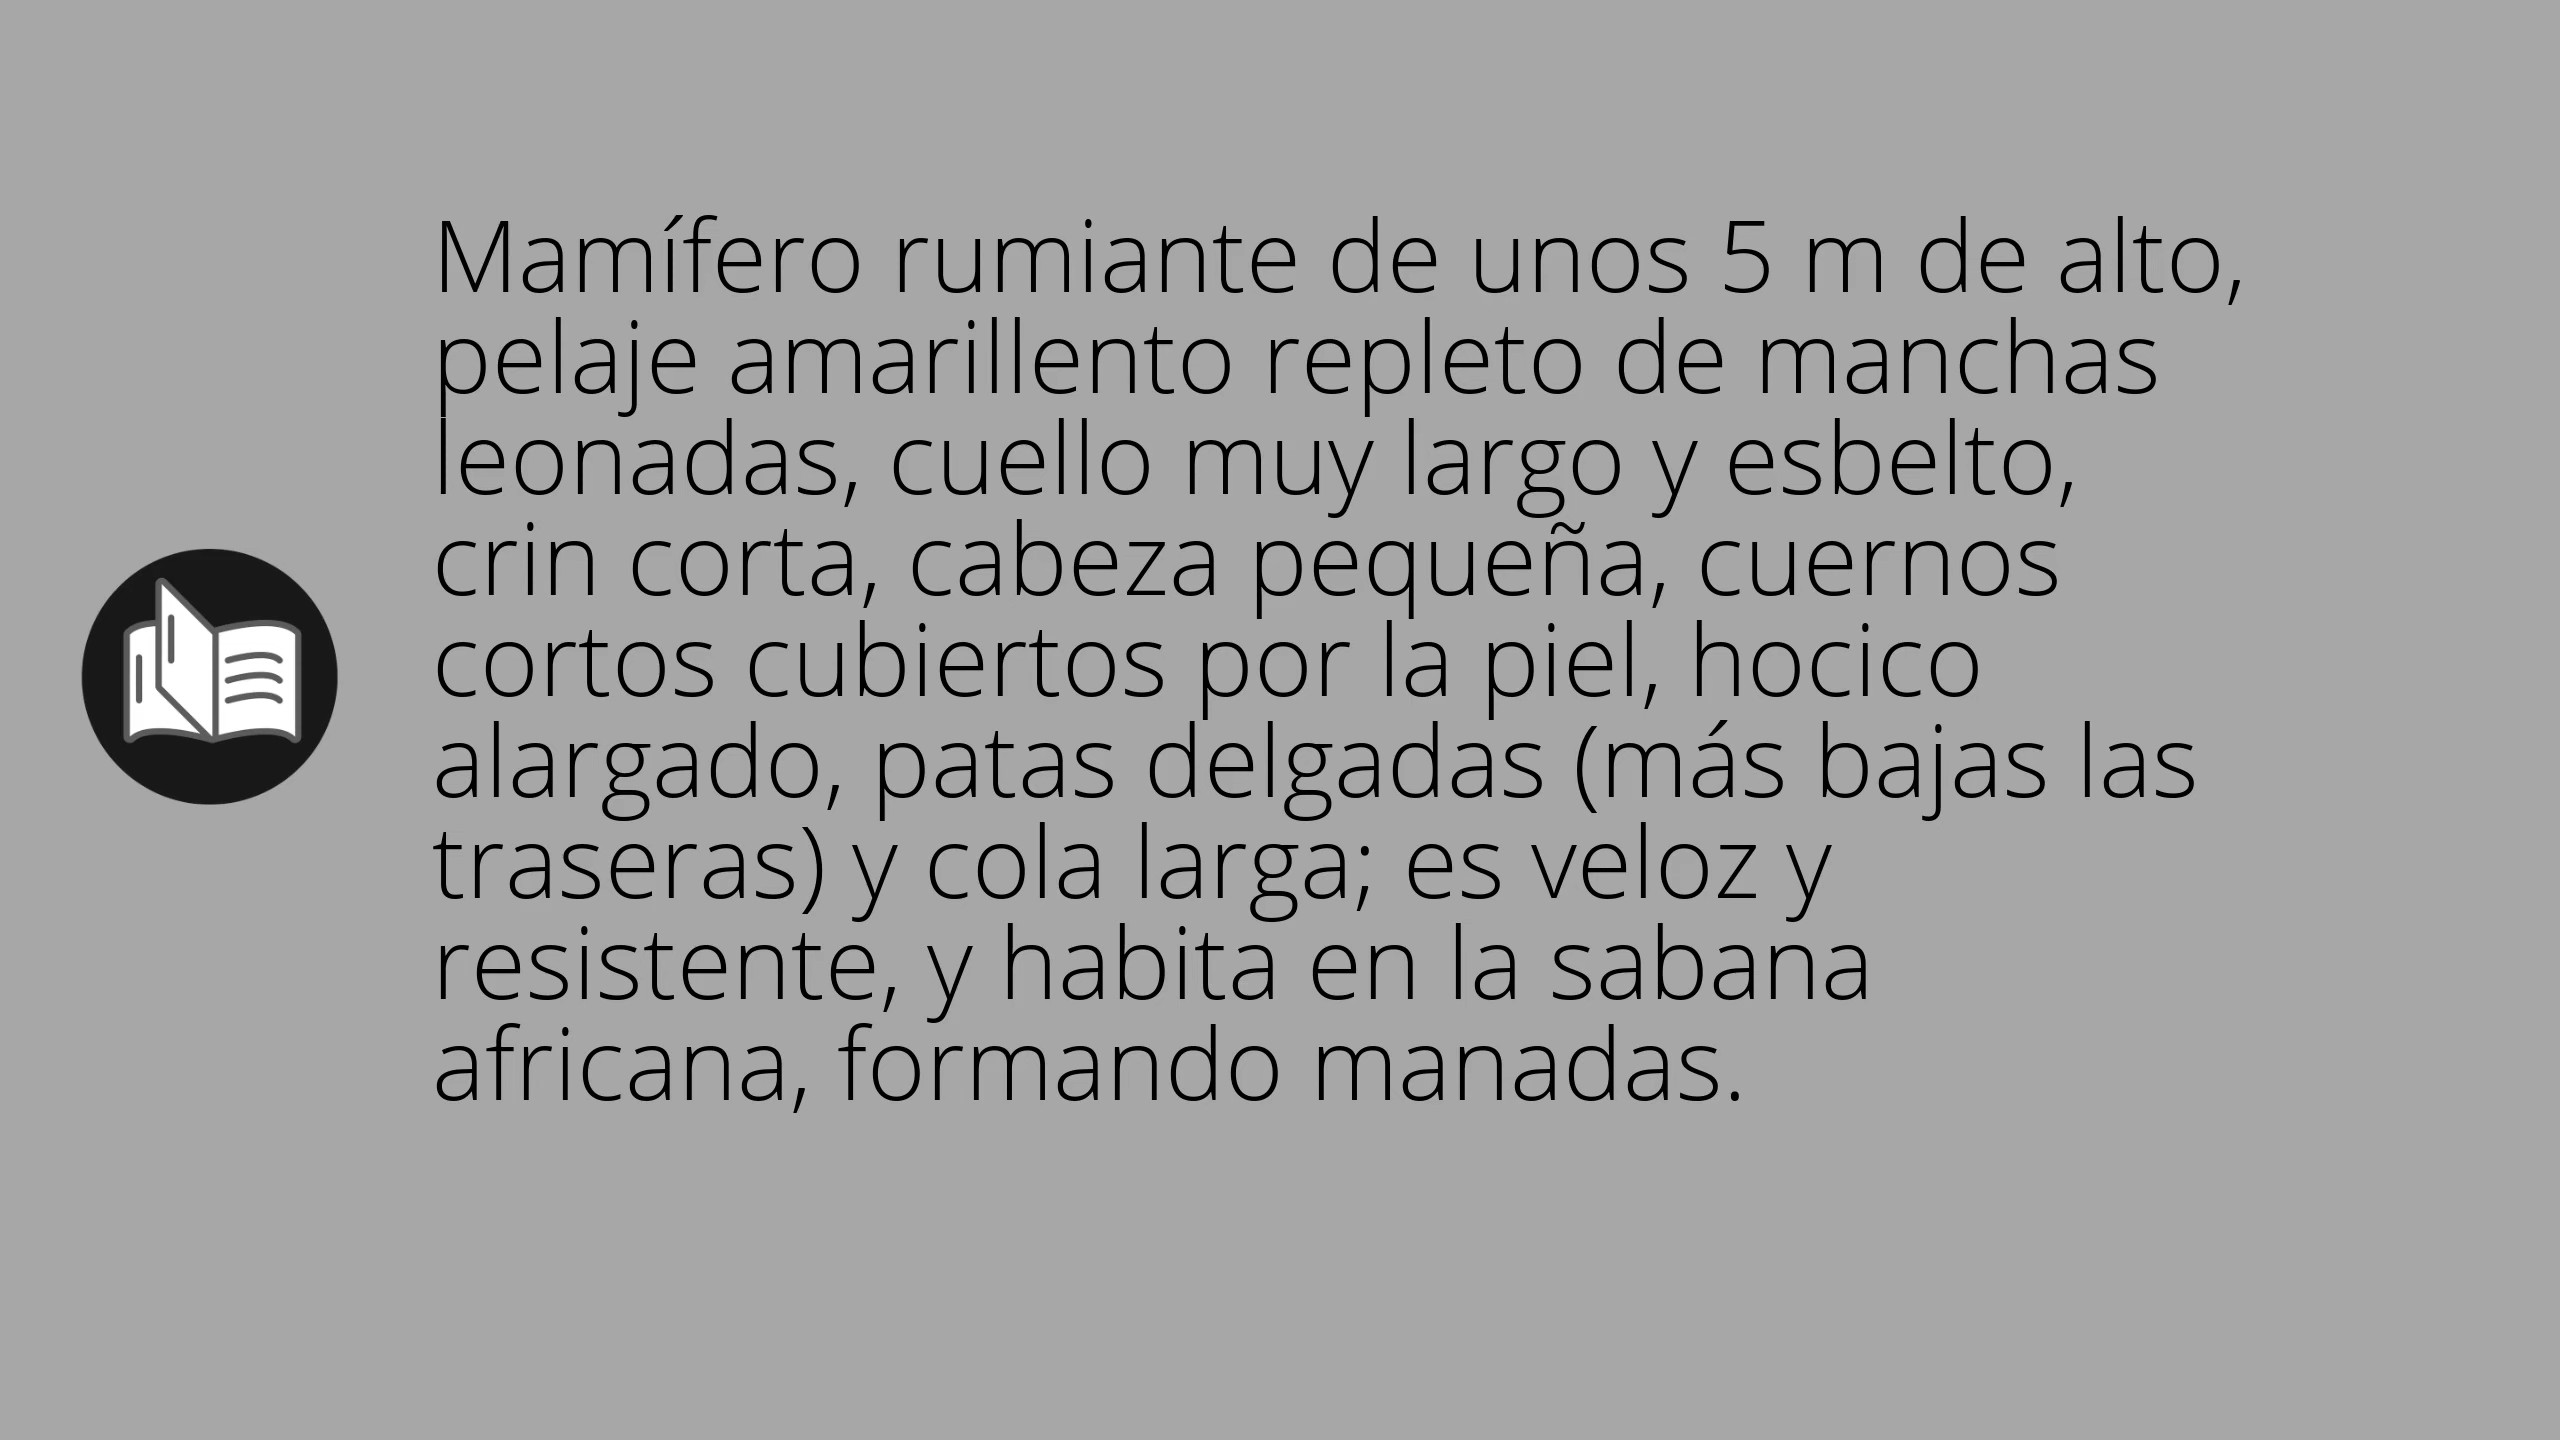 Mamífero rumiante de unos 5 m de alto,
pelaje amarillento repleto de manchas
leonadas, cuello muy largo y esbelto,
crin corta, cabeza pequeña, cuernos
cortos cubiertos por la piel, hocico
alargado, patas delgadas (más bajas las
traseras) y cola larga; es veloz y
resistente, y habita en la sabana
africana, formando manadas.